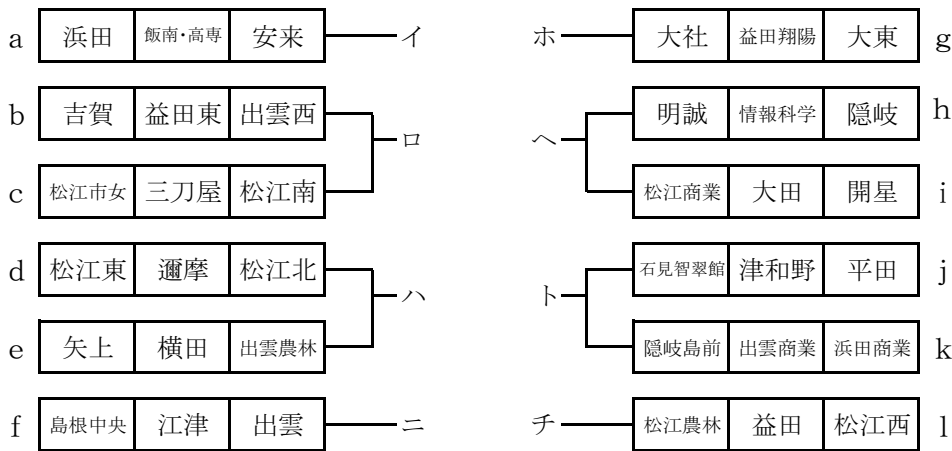 a 浜田 飯南・高専 安来 イ
b 吉賀 益田東 出雲西
ロ
c 松江市女 三刀屋 松江南
d 松江東 邇摩 松江北
ハ
e 矢上 横田 出雲農林
f 島根中央 江津 出雲 ニ
ホ 大社 益田翔陽 大東 g
明誠 情報科学 隠岐 h
ヘ
松江商業 大田 開星 i
石見智翠館 津和野 平田 j
ト
隠岐島前 出雲商業 浜田商業 k
チ 松江農林 益田 松江西 l